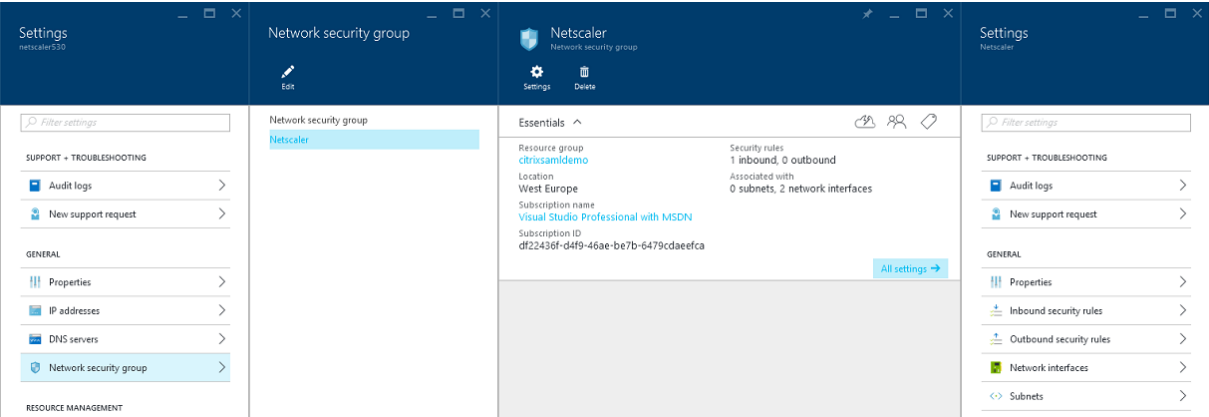 Settings
netscaler530
Filter settings
SUPPORT + TROUBLESHOOTING
Audit logs
New support request
GENERAL
Properties
IP addresses
DNS servers
Network security group
RESOURCE MANAGEMENT
Network security group
Edit
Network security group
Netscaler
Netscaler
Network security group
Settings
Delete
Essentials
Resource group
citrixsamldemo
Location
West Europe
Subscription name
Visual Studio Professional with MSDN
Subscription ID
df22436f-d4f9-46ae-be7b-6479cdaeefca
Security rules
1 inbound, 0 outbound
Associated with
0 subnets, 2 network interfaces
All settings
Settings
Netscaler
Filter settings
SUPPORT + TROUBLESHOOTING
Audit logs
New support request
GENERAL
Properties
Inbound security rules
Outbound security rules
Network interfaces
Subnets